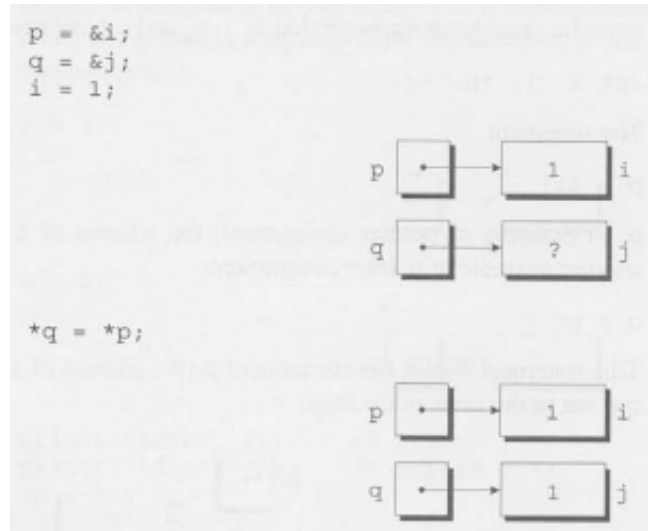 p = &i;
q = &j;
i = 1;
p 1 i
q ? j
*q = *p;
p 1 i
q 1 j